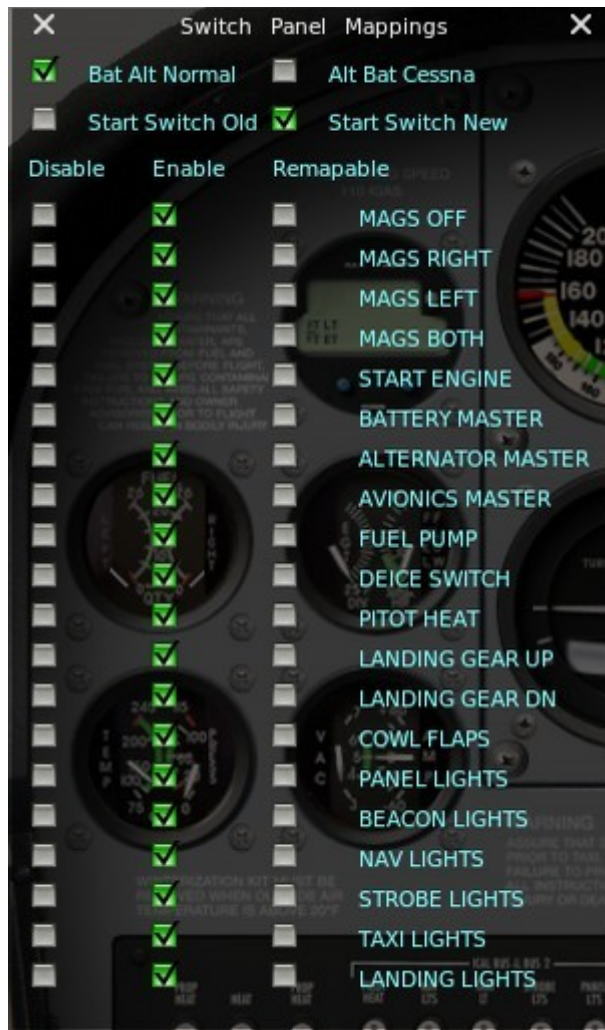 Switch Panel Mappings
Bat Alt Normal Alt Bat Cessna
Start Switch Old Start Switch New
Disable Enable Remapable
MAGS OFF
MAGS RIGHT
MAGS LEFT
MAGS BOTH
START ENGINE
BATTERY MASTER
ALTERNATOR MASTER
AVIONICS MASTER
FUEL PUMP
DEICE SWITCH
PITOT HEAT
LANDING GEAR UP
LANDING GEAR DN
COWL FLAPS
PANEL LIGHTS
BEACON LIGHTS
NAV LIGHTS
STROBE LIGHTS
TAXI LIGHTS
LANDING LIGHTS
180
160
140